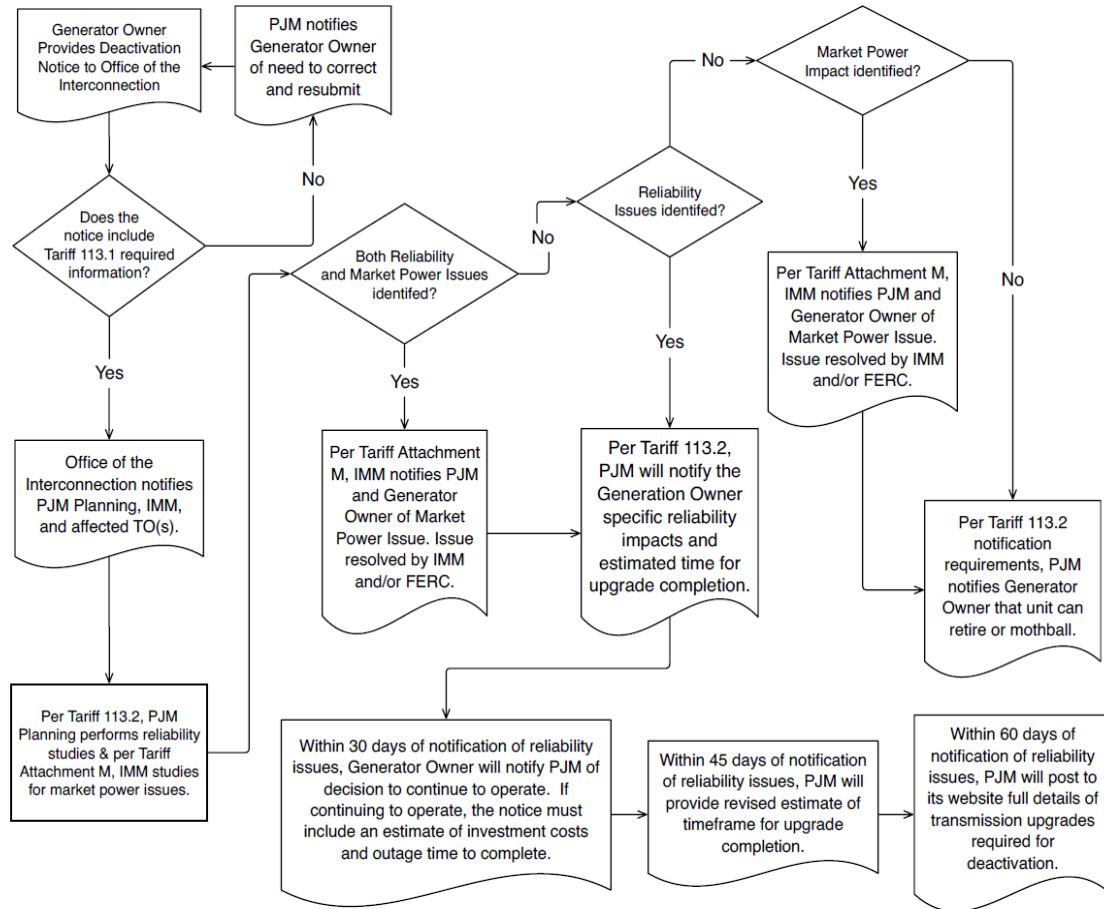 Generator Owner
Provides Deactivation
Notice to Office of the
Interconnection
PJM notifies
Generator Owner
of need to correct
and resubmit
No
Market Power
Impact identified?
No
Does the
notice include
Tariff 113.1 required
information?
Both Reliability
and Market Power Issues
identifed?
No
Reliability
Issues identifed?
Yes
No
Yes
Yes
Yes
Per Tariff Attachment M,
IMM notifies PJM and
Generator Owner of
Market Power Issue.
Issue resolved by IMM
and/or FERC.
Office of the
Interconnection notifies
PJM Planning, IMM,
and affected TO(s).
Per Tariff Attachment
M, IMM notifies PJM
and Generator
Owner of Market
Power Issue. Issue
resolved by IMM
and/or FERC.
Per Tariff 113.2,
PJM will notify the
Generation Owner
specific reliability
impacts and
estimated time for
upgrade completion.
Per Tariff 113.2
notification
requirements, PJM
notifies Generator
Owner that unit can
retire or mothball.
Per Tariff 113.2, PJM
Planning performs reliability
studies & per Tariff
Attachment M, IMM studies
for market power issues.
Within 30 days of notification of reliability
issues, Generator Owner will notify PJM of
decision to continue to operate. If
continuing to operate, the notice must
include an estimate of investment costs
and outage time to complete.
Within 45 days of notification
of reliability issues, PJM will
provide revised estimate of
timeframe for upgrade
completion.
Within 60 days of
notification of reliability
issues, PJM will post to
its website full details of
transmission upgrades
required for
deactivation.